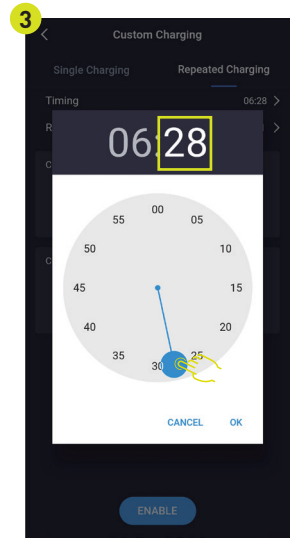 3
Custom Charging
Single Charging Repeated Charging
Timing 06:28
R
06:28
C
00
55 05
50 10
C
45 15
40 20
35 25
30
CANCEL OK
ENABLE